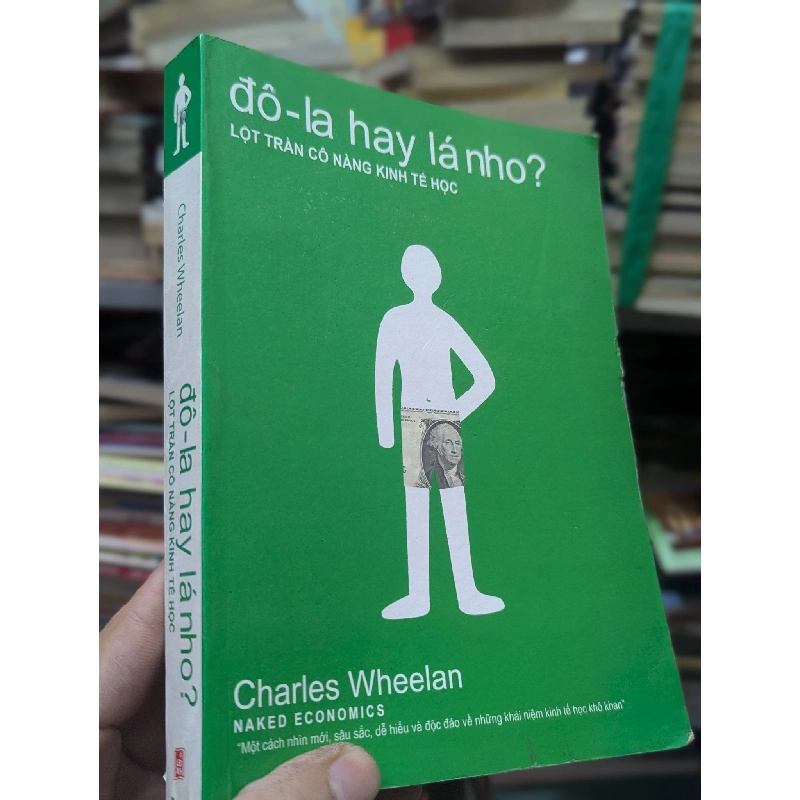 đô-la hay lá nho?
LỘT TRẦN CÔ NÀNG KINH TẾ HỌC
Charles Wheelan
NAKED ECONOMICS
"Một cách nhìn mới, sâu sắc, dễ hiểu và độc đáo về những khái niệm kinh tế học khô khan"
Charles Wheelan
đô-la hay lá nho?
LỘT TRẦN CÔ NÀNG KINH TẾ HỌC